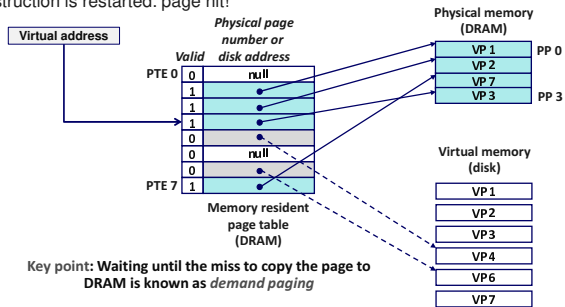 struction is restarted: page hit!
Physical page
number or
disk address
Physical memory
(DRAM)
Virtual address
Valid
VP 1
PP 0
VP 2
VP 7
VP 3
PP 3
PTE 0
0
null
1
1
1
0
0
null
0
PTE 7
1
Memory resident
page table
(DRAM)
Virtual memory
(disk)
VP 1
VP 2
VP 3
VP 4
VP 6
VP 7
Key point: Waiting until the miss to copy the page to
DRAM is known as demand paging